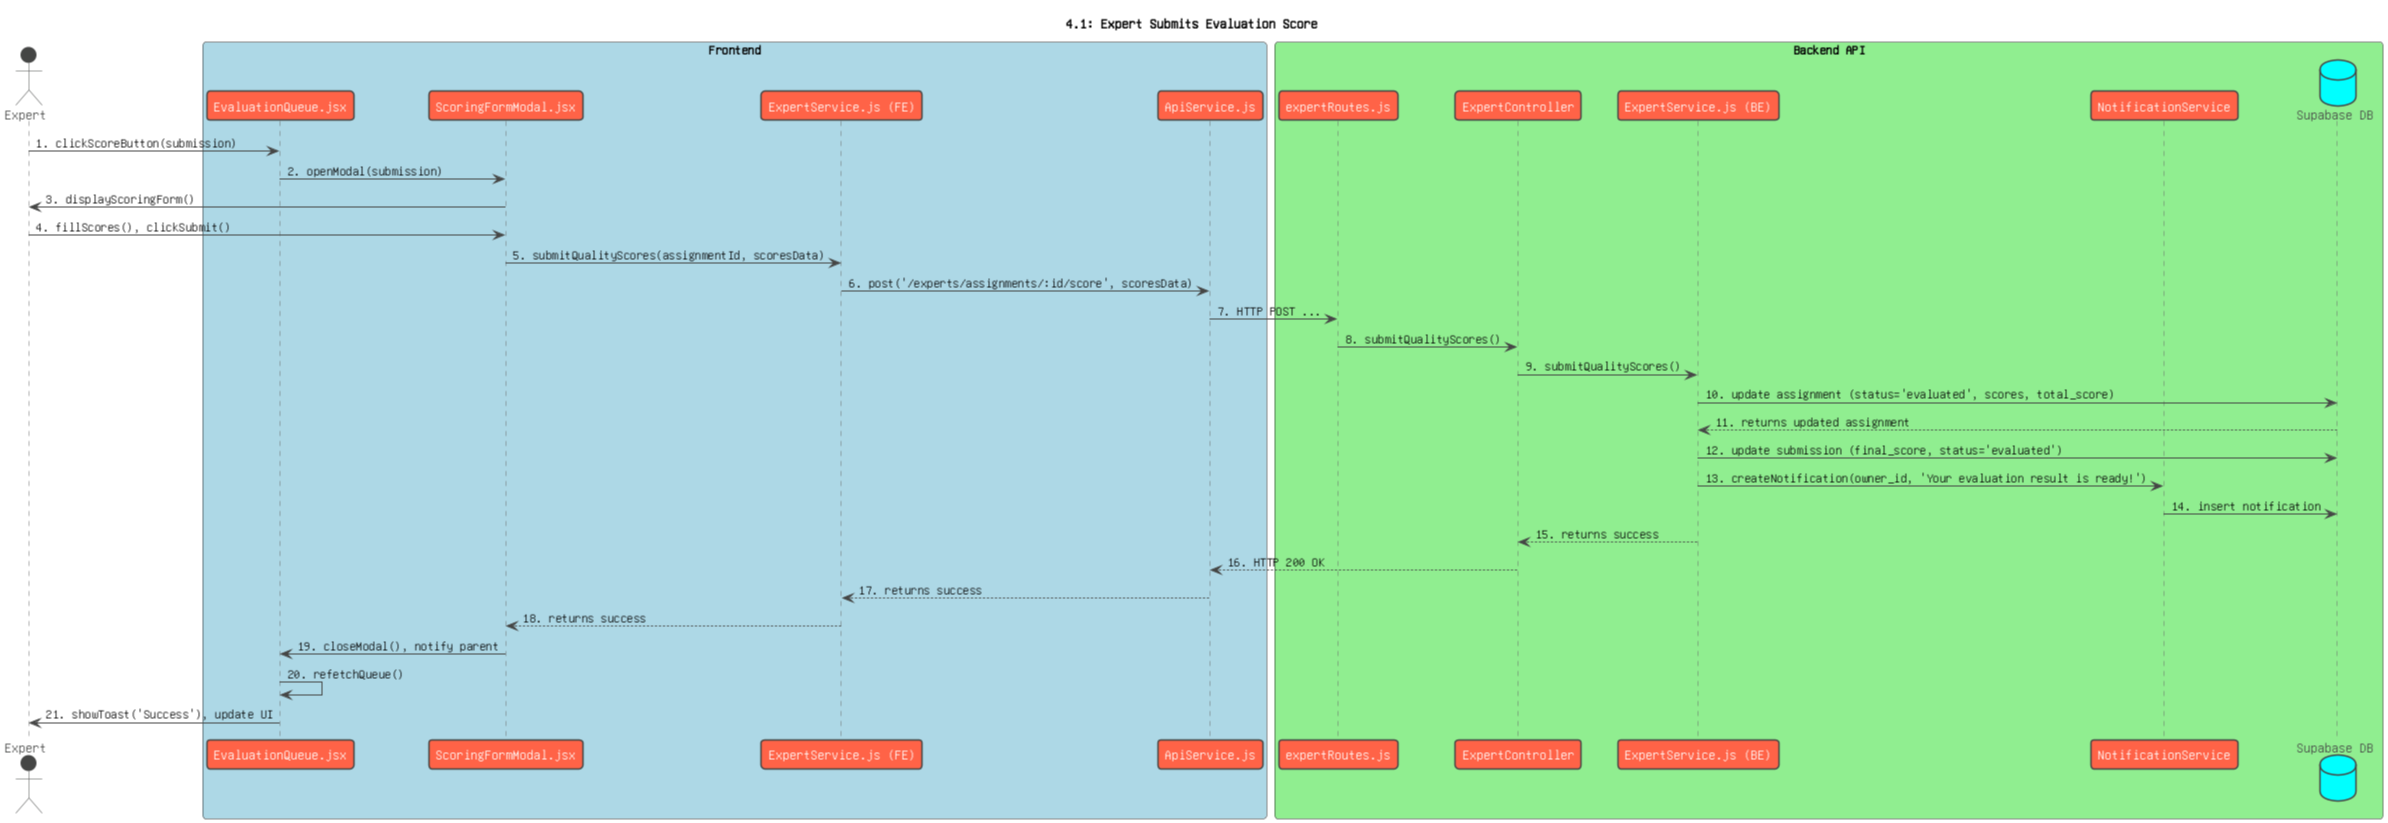 4.1: Expert Submits Evaluation Score
Frontend
Backend API
Expert
EvaluationQueue.jsx
ScoringFormModal.jsx
ExpertService.js (FE)
ApiService.js
expertRoutes.js
ExpertController
ExpertService.js (BE)
NotificationService
Supabase DB
1. clickScoreButton(submission)
2. openModal(submission)
3. displayScoringForm()
4. fillScores(), clickSubmit()
5. submitQualityScores(assignmentId, scoresData)
6. post('/experts/assignments/:id/score', scoresData)
7. HTTP POST ...
8. submitQualityScores()
9. submitQualityScores()
10. update assignment (status='evaluated', scores, total_score)
11. returns updated assignment
12. update submission (final_score, status='evaluated')
13. createNotification(owner_id, 'Your evaluation result is ready!')
14. insert notification
15. returns success
16. HTTP 200 OK
17. returns success
18. returns success
19. closeModal(), notify parent
20. refetchQueue()
21. showToast('Success'), update UI
Expert
EvaluationQueue.jsx
ScoringFormModal.jsx
ExpertService.js (FE)
ApiService.js
expertRoutes.js
ExpertController
ExpertService.js (BE)
NotificationService
Supabase DB